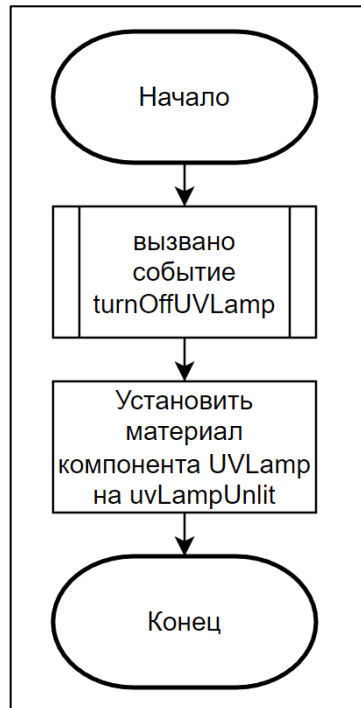 Начало
вызвано
событие
turnOffUVLamp
Установить
материал
компонента UVLamp
на uvLampUnlit
Конец